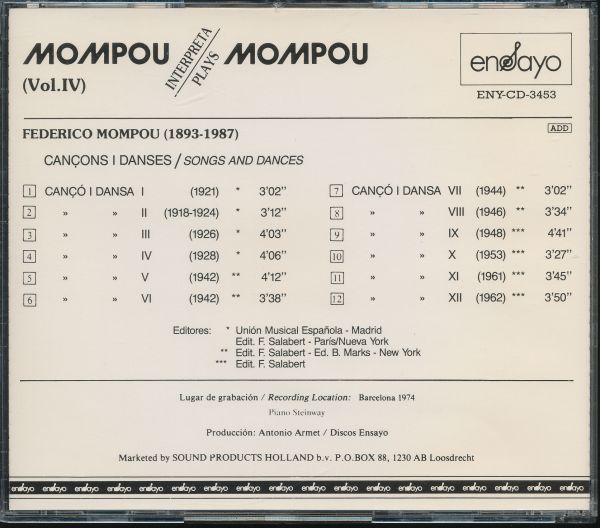 MOMPOU INTERPRETA PLAYS MOMPOU
(Vol.IV)
ensayo
ENY-CD-3453
FEDERICO MOMPOU (1893-1987)
ADD
CANÇONS I DANSES / SONGS AND DANCES
1 CANÇÓ I DANSA I (1921) * 3'02"
2 » » II (1918-1924) * 3'12"
3 » » III (1926) * 4'03"
4 » » IV (1928) * 4'06"
5 » » V (1942) ** 4'12"
6 » » VI (1942) ** 3'38"
7 CANÇÓ I DANSA VII (1944) ** 3'02"
8 » » VIII (1946) ** 3'34"
9 » » IX (1948) *** 4'41"
10 » » X (1953) *** 3'27"
11 » » XI (1961) *** 3'45"
12 » » XII (1962) *** 3'50"
Editores: * Unión Musical Española - Madrid
Edit. F. Salabert - París/Nueva York
** Edit. F. Salabert - Ed. B. Marks - New York
*** Edit. F. Salabert
Lugar de grabación / Recording Location: Barcelona 1974
Piano Steinway
Producción: Antonio Armet / Discos Ensayo
Marketed by SOUND PRODUCTS HOLLAND b.v. P.O.BOX 88, 1230 AB Loosdrecht
ensayo ensayo ensayo ensayo ensayo ensayo ensayo ensayo ensayo ensayo ensayo ensayo ensayo ensayo ensayo ensayo ensayo